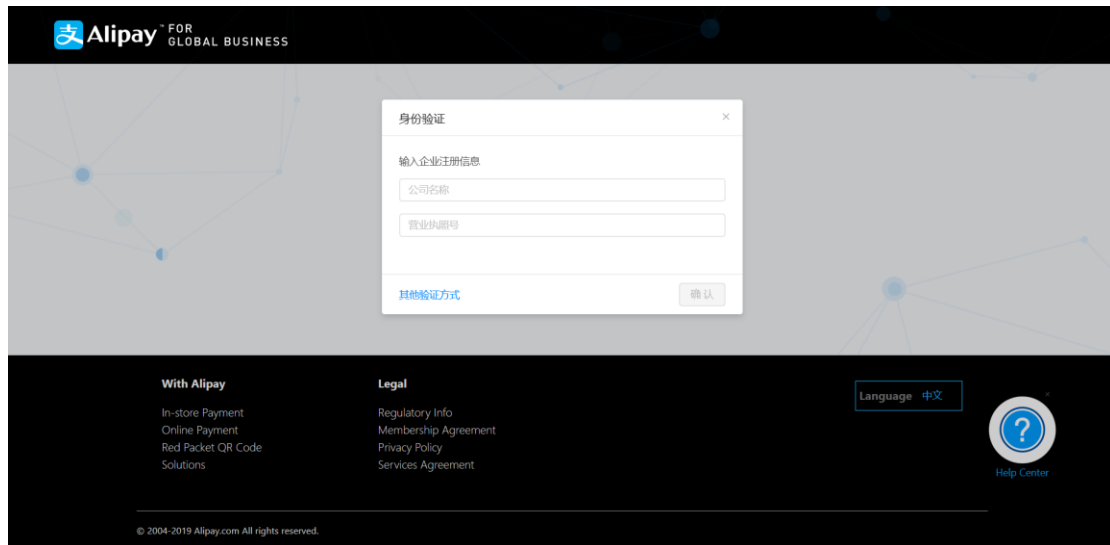 支 Alipay™ FOR
GLOBAL BUSINESS
身份验证 ×
输入企业注册信息
公司名称
营业执照号
其他验证方式 确 认
With Alipay Legal
Language 中文
In-store Payment Regulatory Info
Online Payment Membership Agreement
Red Packet QR Code Privacy Policy
Solutions Services Agreement
?
Help Center
© 2004-2019 Alipay.com All rights reserved.